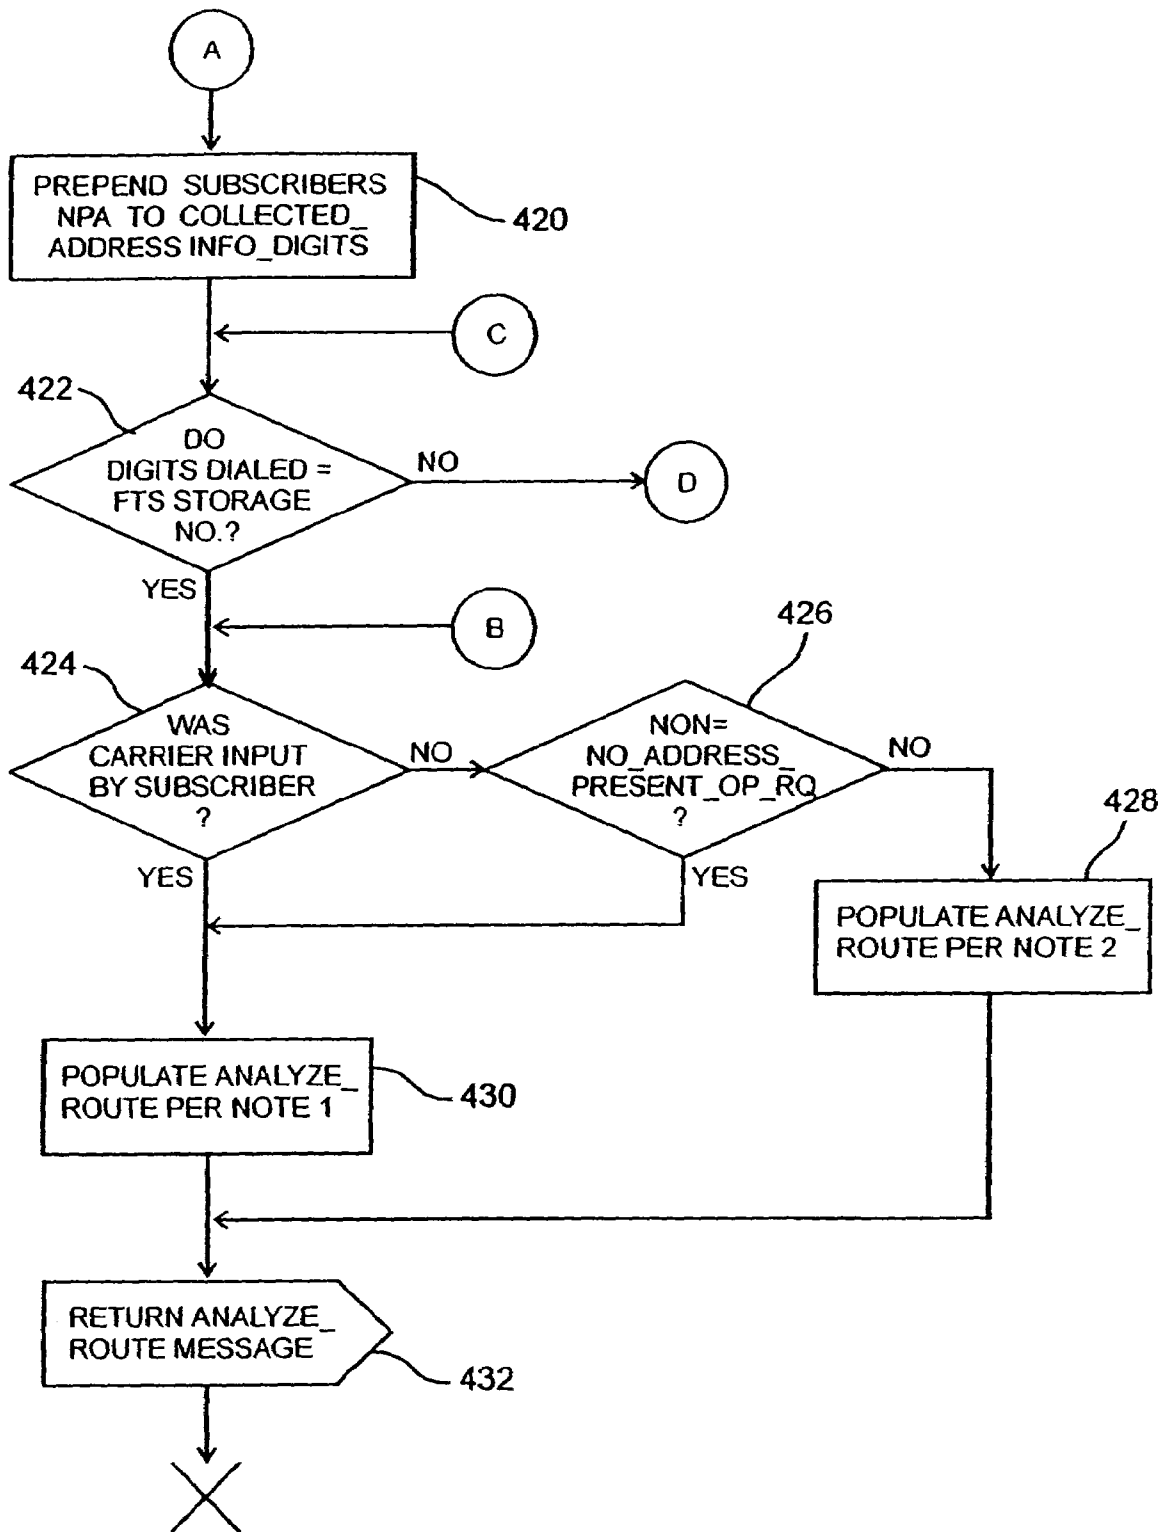 A
PREPEND SUBSCRIBERS
NPA TO COLLECTED_
ADDRESS INFO_DIGITS
420
C
422
DO
DIGITS DIALED =
FTS STORAGE
NO.?
NO
D
YES
B
426
424
WAS
CARRIER INPUT
BY SUBSCRIBER
?
NO
NON=
NO_ADDRESS_
PRESENT_OP_RQ
?
NO
428
YES
YES
POPULATE ANALYZE_
ROUTE PER NOTE 2
POPULATE ANALYZE_
ROUTE PER NOTE 1
430
RETURN ANALYZE_
ROUTE MESSAGE
432